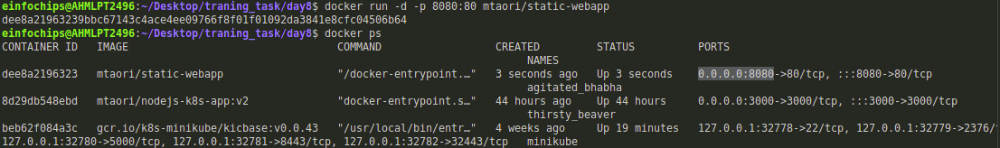 einfochips@AHMLPT2496:~/Desktop/traning_task/day8$ docker run -d -p 8080:80 mtaori/static-webapp
dee8a21963239bbc67143c4ace4ee09766f8f01f01092da3841e8cfc04506b64
einfochips@AHMLPT2496:~/Desktop/traning_task/day8$ docker ps
CONTAINER ID   IMAGE                                 COMMAND                  CREATED         STATUS          PORTS
NAMES
dee8a2196323   mtaori/static-webapp                  "/docker-entrypoint.…"   3 seconds ago   Up 3 seconds    0.0.0.0:8080->80/tcp, :::8080->80/tcp
agitated_bhabha
8d29db548ebd   mtaori/nodejs-k8s-app:v2              "docker-entrypoint.s…"   44 hours ago    Up 44 hours     0.0.0.0:3000->3000/tcp, :::3000->3000/tcp
thirsty_beaver
beb62f084a3c   gcr.io/k8s-minikube/kicbase:v0.0.43   "/usr/local/bin/entr…"   4 weeks ago     Up 19 minutes   127.0.0.1:32778->22/tcp, 127.0.0.1:32779->2376/
127.0.0.1:32780->5000/tcp, 127.0.0.1:32781->8443/tcp, 127.0.0.1:32782->32443/tcp   minikube